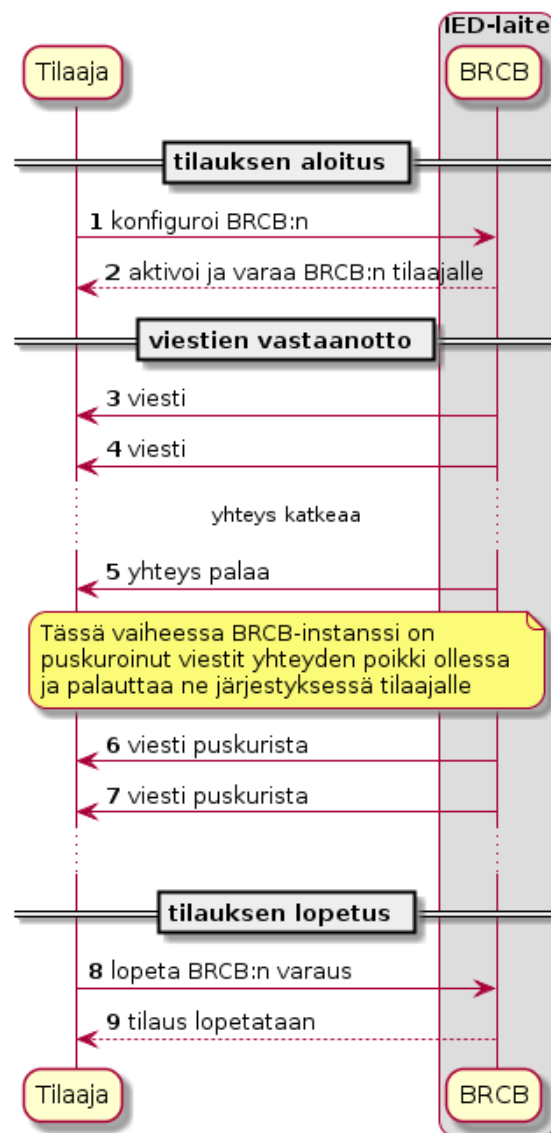 IED-laite
Tilaaja
BRCB
tilauksen aloitus
1 konfiguroi BRCB:n
2 aktivoi ja varaa BRCB:n tilaajalle
viestien vastaanotto
3 viesti
4 viesti
yhteys katkeaa
5 yhteys palaa
Tässä vaiheessa BRCB-instanssi on
puskuroinut viestit yhteyden poikki ollessa
ja palauttaa ne järjestyksessä tilaajalle
6 viesti puskurista
7 viesti puskurista
tilauksen lopetus
8 lopeta BRCB:n varaus
9 tilaus lopetataan
Tilaaja
BRCB